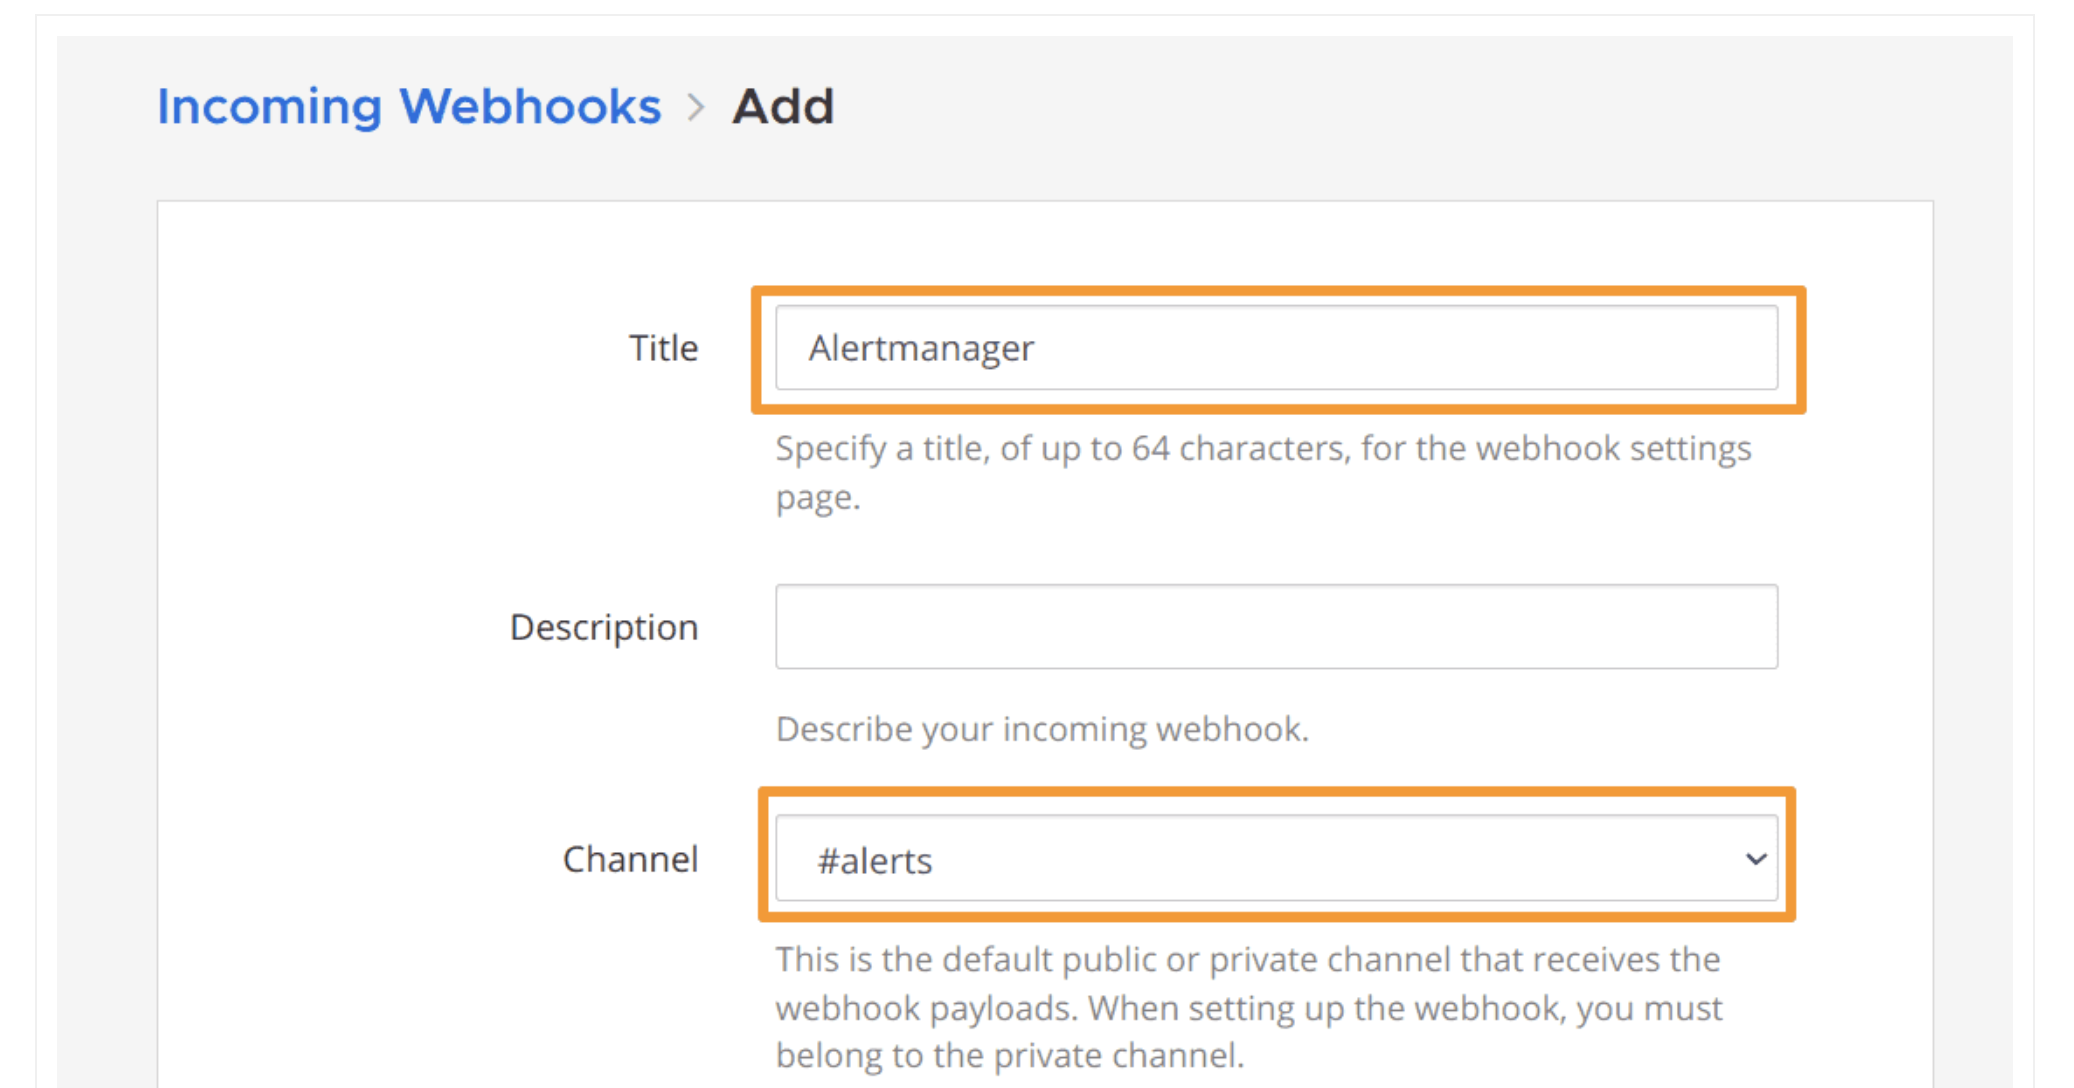 Incoming Webhooks > Add
Title
Alertmanager
Specify a title, of up to 64 characters, for the webhook settings
page.
Description
Describe your incoming webhook.
Channel
#alerts
This is the default public or private channel that receives the
webhook payloads. When setting up the webhook, you must
belong to the private channel.